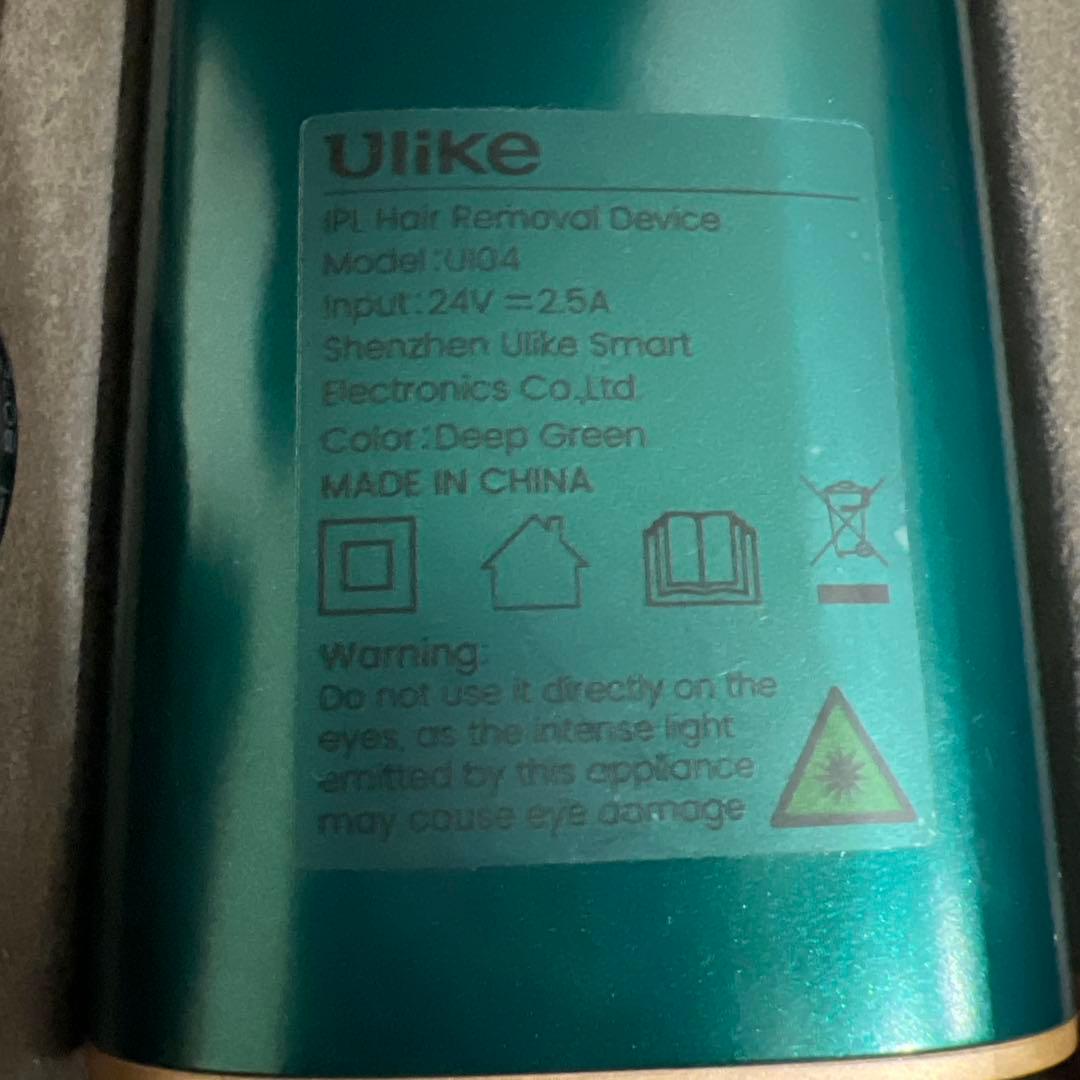 Ulike
IPL Hair Removal Device
Model:UI04
Input:24V⎓2.5A
Shenzhen Ulike Smart
Electronics Co.,Ltd.
Color:Deep Green
MADE IN CHINA
Warning:
Do not use it directly on the
eyes, as the intense light
emitted by this appliance
may cause eye damage